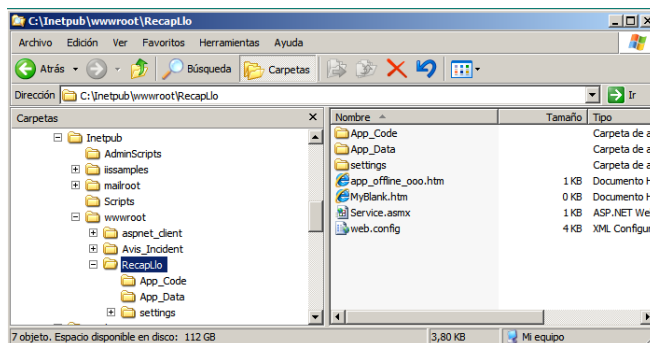 C:\Inetpub\wwwroot\RecapLlo
Archivo Edición Ver Favoritos Herramientas Ayuda
Atrás Búsqueda Carpetas
Dirección C:\Inetpub\wwwroot\RecapLlo Ir
Carpetas
Inetpub
AdminScripts
iissamples
mailroot
Scripts
wwwroot
aspnet_client
Avis_Incident
RecapLlo
App_Code
App_Data
settings
Nombre Tamaño Tipo
App_Code Carpeta de a
App_Data Carpeta de a
settings Carpeta de a
app_offline_ooo.htm 1 KB Documento H
MyBlank.htm 0 KB Documento H
Service.asmx 1 KB ASP.NET We
web.config 4 KB XML Configur
7 objeto. Espacio disponible en disco: 112 GB 3,80 KB Mi equipo